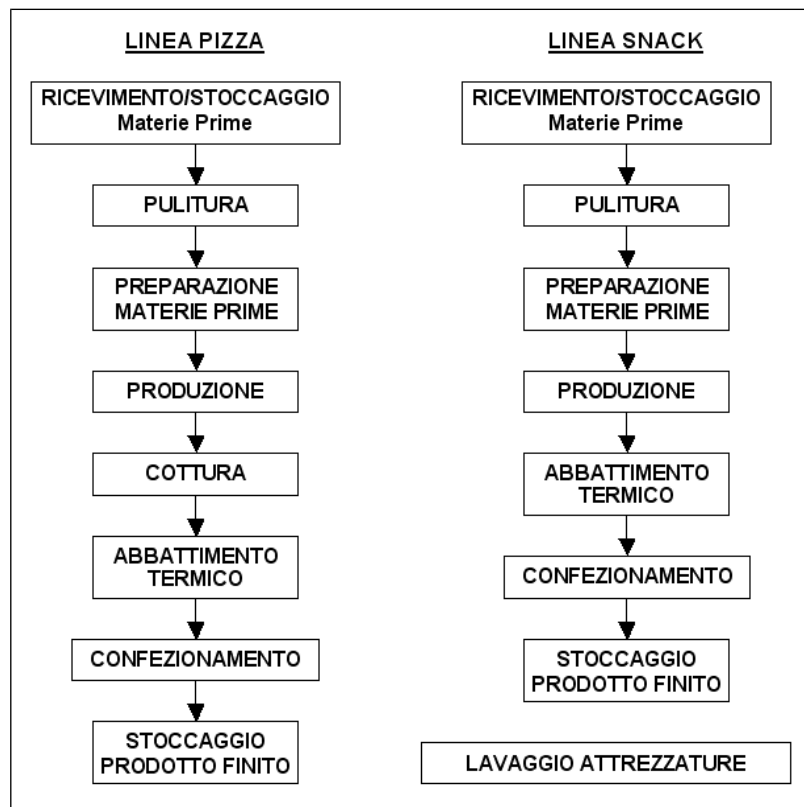 LINEA PIZZA
RICEVIMENTO/STOCCAGGIO
Materie Prime
PULITURA
PREPARAZIONE
MATERIE PRIME
PRODUZIONE
COTTURA
ABBATTIMENTO
TERMICO
CONFEZIONAMENTO
STOCCAGGIO
PRODOTTO FINITO
LINEA SNACK
RICEVIMENTO/STOCCAGGIO
Materie Prime
PULITURA
PREPARAZIONE
MATERIE PRIME
PRODUZIONE
ABBATTIMENTO
TERMICO
CONFEZIONAMENTO
STOCCAGGIO
PRODOTTO FINITO
LAVAGGIO ATTREZZATURE